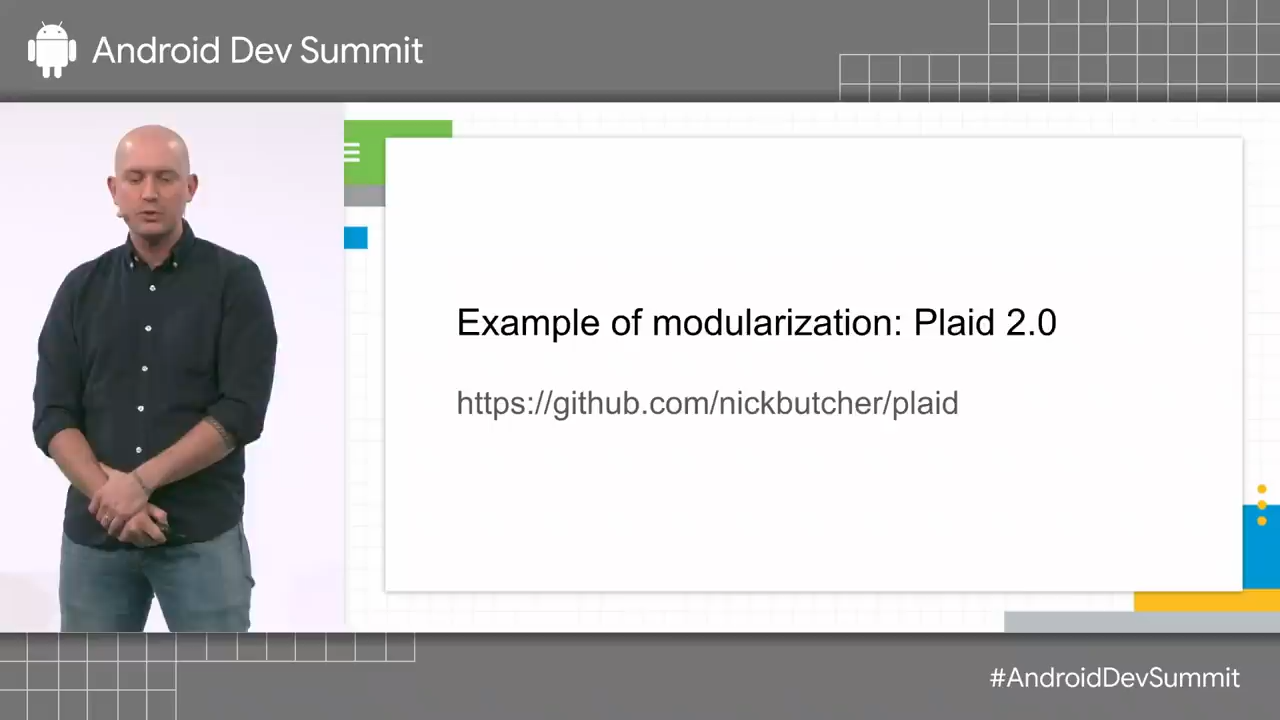 Android Dev Summit
Example of modularization: Plaid 2.0
https://github.com/nickbutcher/plaid
#AndroidDevSummit